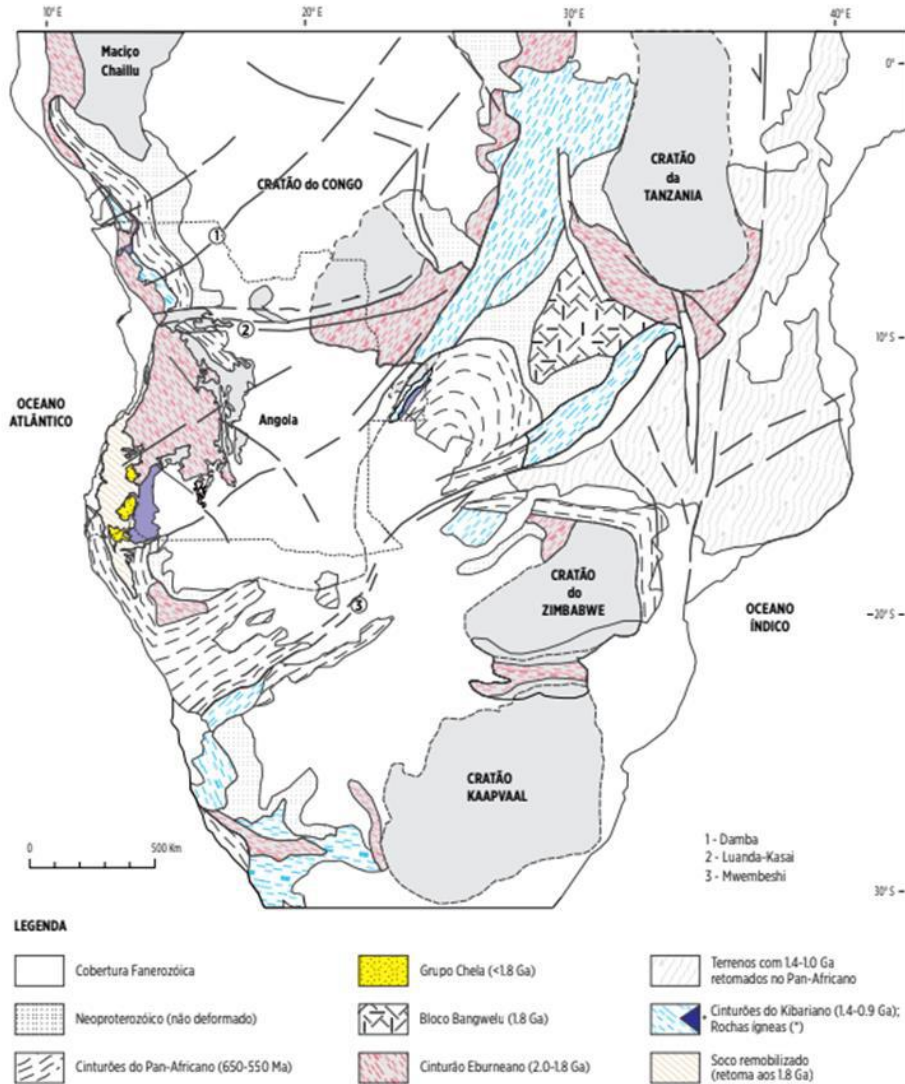 10° E
20° E
30° E
40° E
Maciço
Chaillu
0°
CRATÃO do CONGO
CRATÃO
da
TANZANIA
1
2
10° S
OCEANO
ATLÂNTICO
Angola
CRATÃO
do
ZIMBABWE
3
OCEANO
ÍNDICO
20° S
CRATÃO
KAAPVAAL
0
500 Km
1 - Damba
2 - Luanda-Kasai
3 - Mwembeshi
30° S
LEGENDA
Cobertura Fanerozóica
Neoproterozóico (não deformado)
Cinturões do Pan-Africano (650-550 Ma)
Grupo Chela (<1.8 Ga)
Bloco Bangwelu (1.8 Ga)
Cinturão Eburneano (2.0-1.8 Ga)
Terrenos com 1.4-1.0 Ga
retomados no Pan-Africano
* Cinturões do Kibariano (1.4-0.9 Ga);
Rochas ígneas (*)
Soco remobilizado
(retoma aos 1.8 Ga)